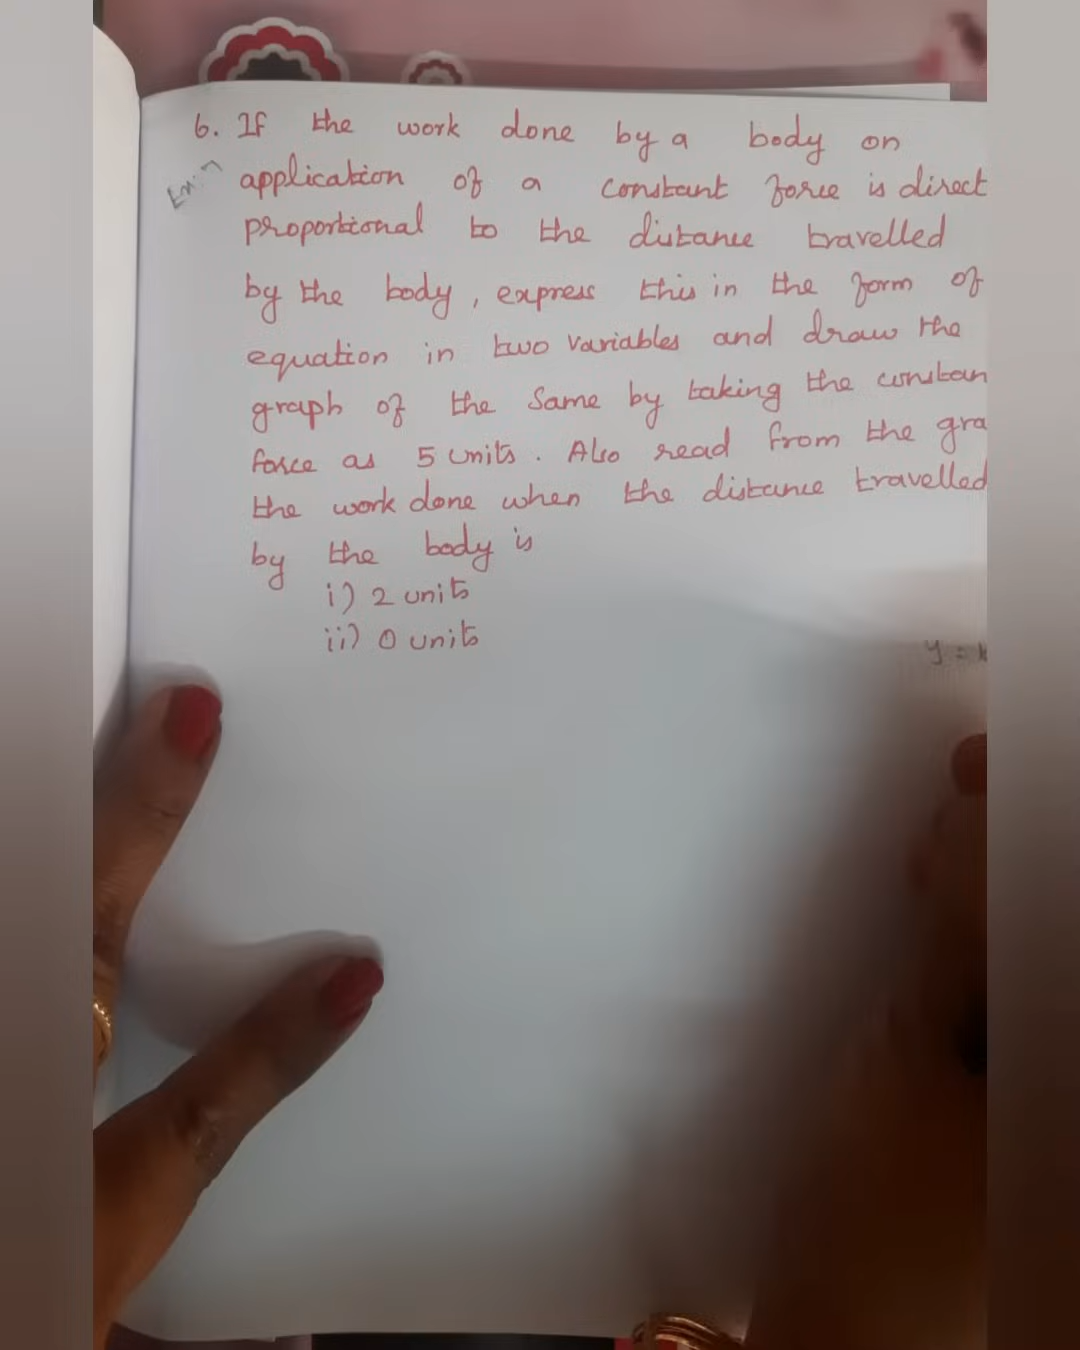 6. If the work done by a body on
application of a constant force is direct
proportional to the distance travelled
by the body, express this in the form of
equation in two variables and draw the
graph of the same by taking the constan
force as 5 units. Also read from the gra
the work done when the distance travelled
by the body is
i) 2 units
ii) 0 units
y =